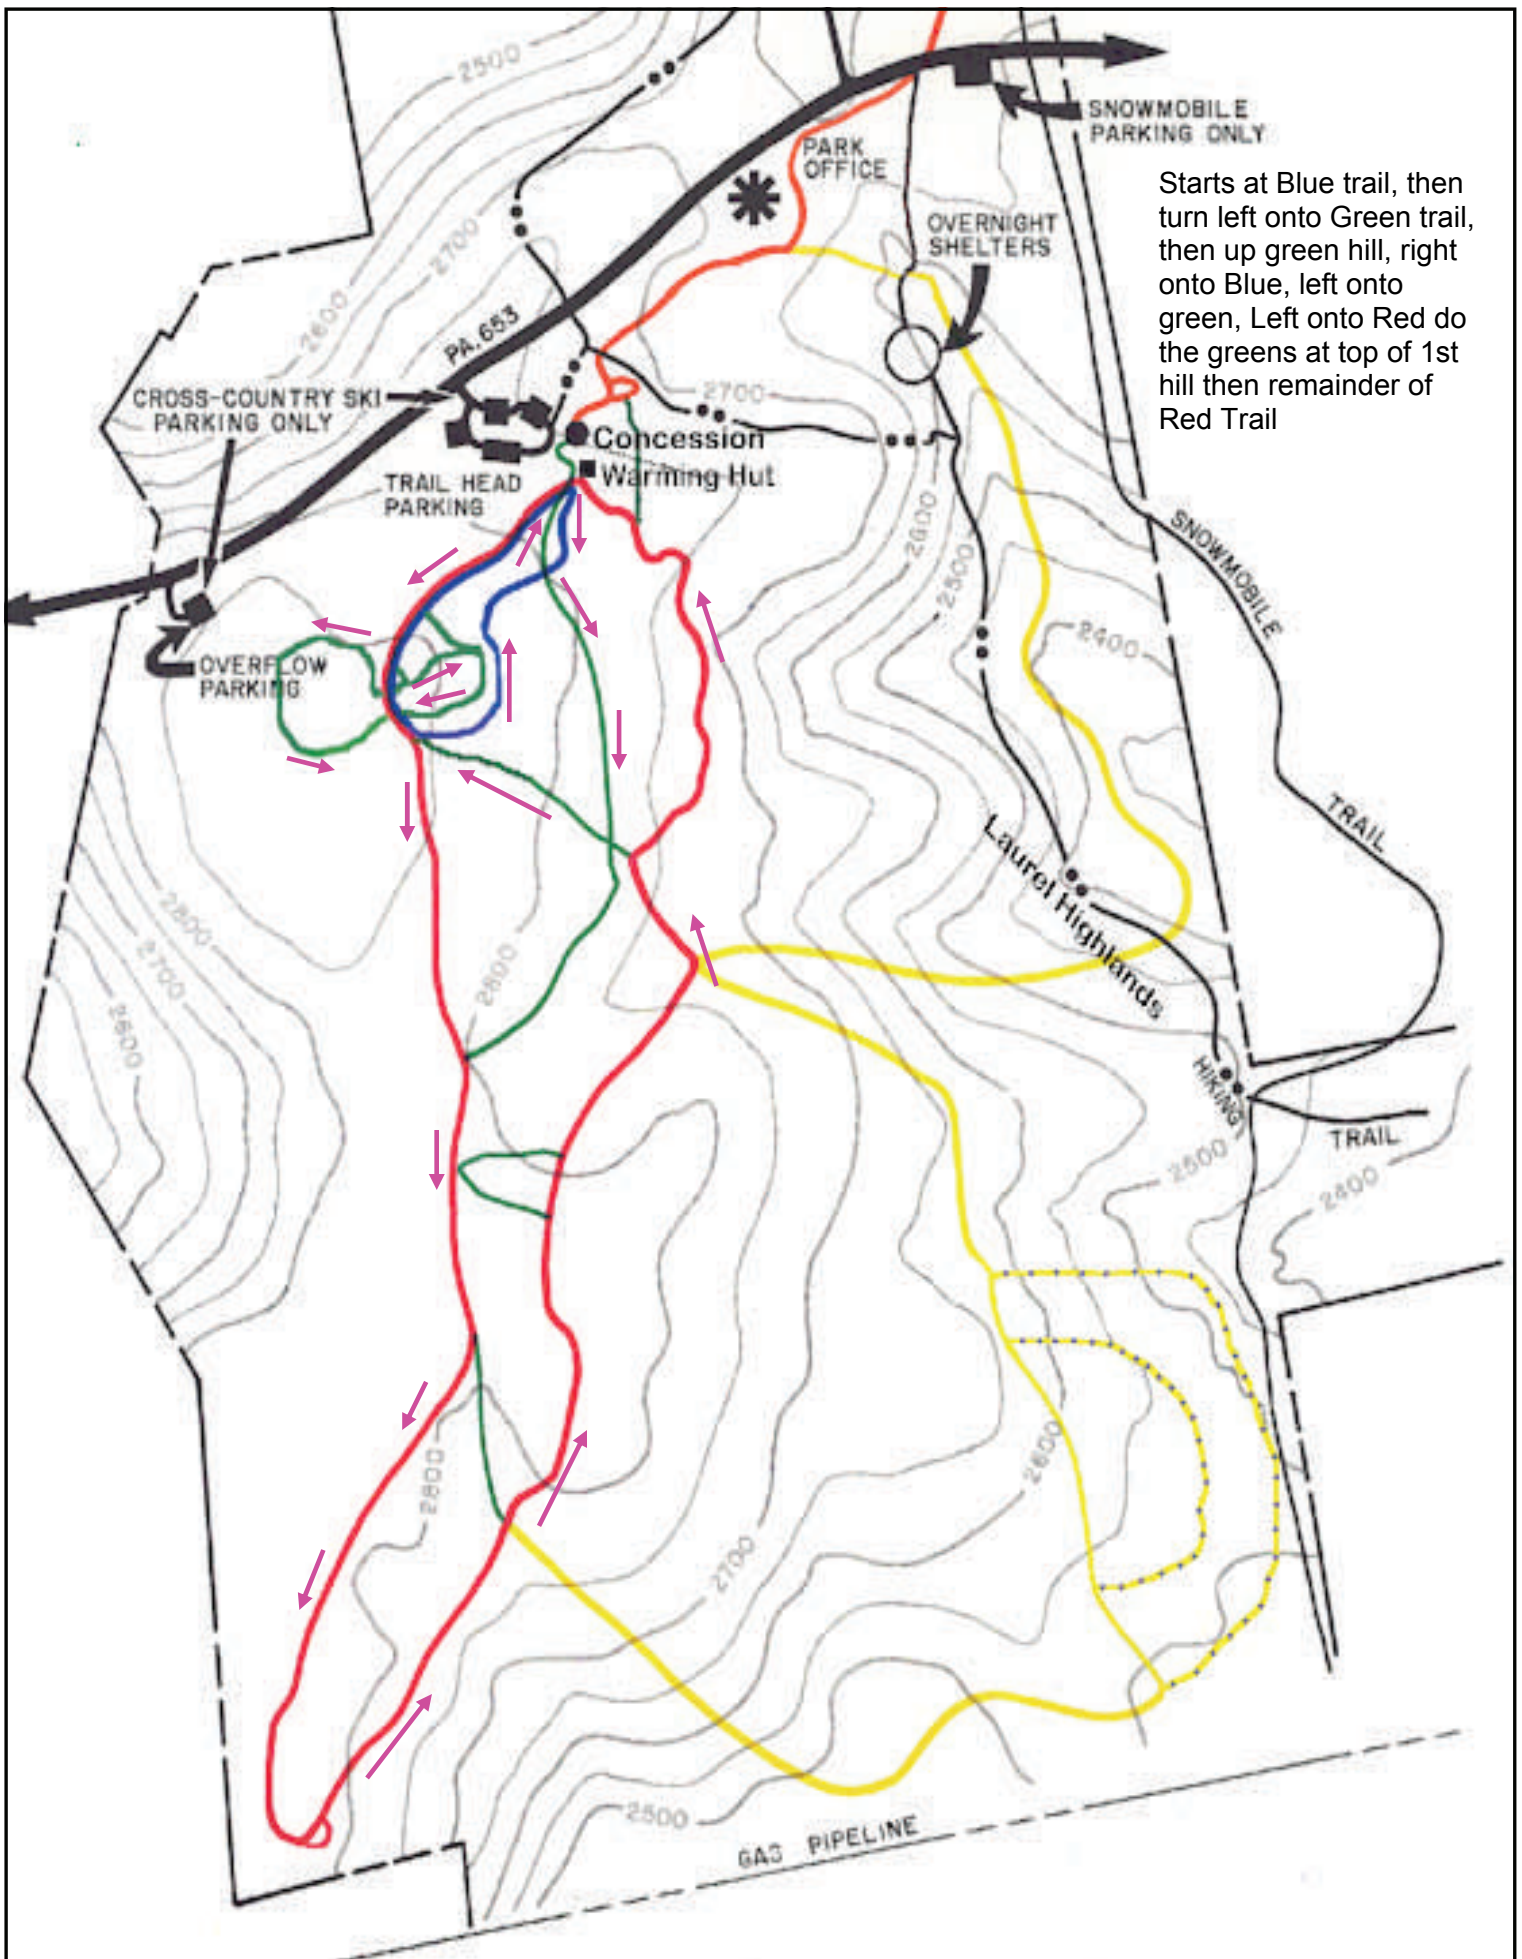 2500
SNOWMOBILE
PARKING ONLY
PARK
OFFICE
Starts at Blue trail, then
turn left onto Green trail,
then up green hill, right
onto Blue, left onto
green, Left onto Red do
the greens at top of 1st
hill then remainder of
Red Trail
OVERNIGHT
SHELTERS
2700
2600
PA.653
CROSS-COUNTRY SKI
PARKING ONLY
2700
Concession
Warming Hut
TRAIL HEAD
PARKING
2600
2500
SNOWMOBILE
TRAIL
2400
OVERFLOW
PARKING
Laurel Highlands
HIKING
TRAIL
2800
2700
2600
2800
2500
2400
2800
2600
2700
2500
GAS PIPELINE